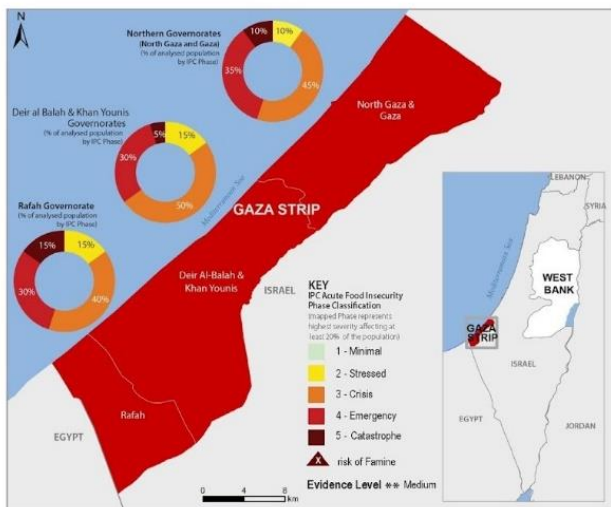 N
Northern Governorates
(North Gaza and Gaza)
(% of analysed population
by IPC Phase)
10%
10%
35%
45%
North Gaza &
Gaza
Deir al Balah & Khan Younis
Governorates
(% of analysed population
by IPC Phase)
5%
15%
30%
50%
Mediterranean Sea
GAZA STRIP
Rafah Governorate
(% of analysed population
by IPC Phase)
15%
15%
30%
40%
Deir Al-Balah &
Khan Younis
ISRAEL
Rafah
EGYPT
KEY
IPC Acute Food Insecurity
Phase Classification
(mapped Phase represents
highest severity affecting at
least 20% of the population)
1 - Minimal
2 - Stressed
3 - Crisis
4 - Emergency
5 - Catastrophe
X
risk of Famine
Evidence Level ** Medium
0 4 8
km
LEBANON
SYRIA
Mediterranean Sea
WEST
BANK
GAZA
STRIP
ISRAEL
EGYPT
JORDAN